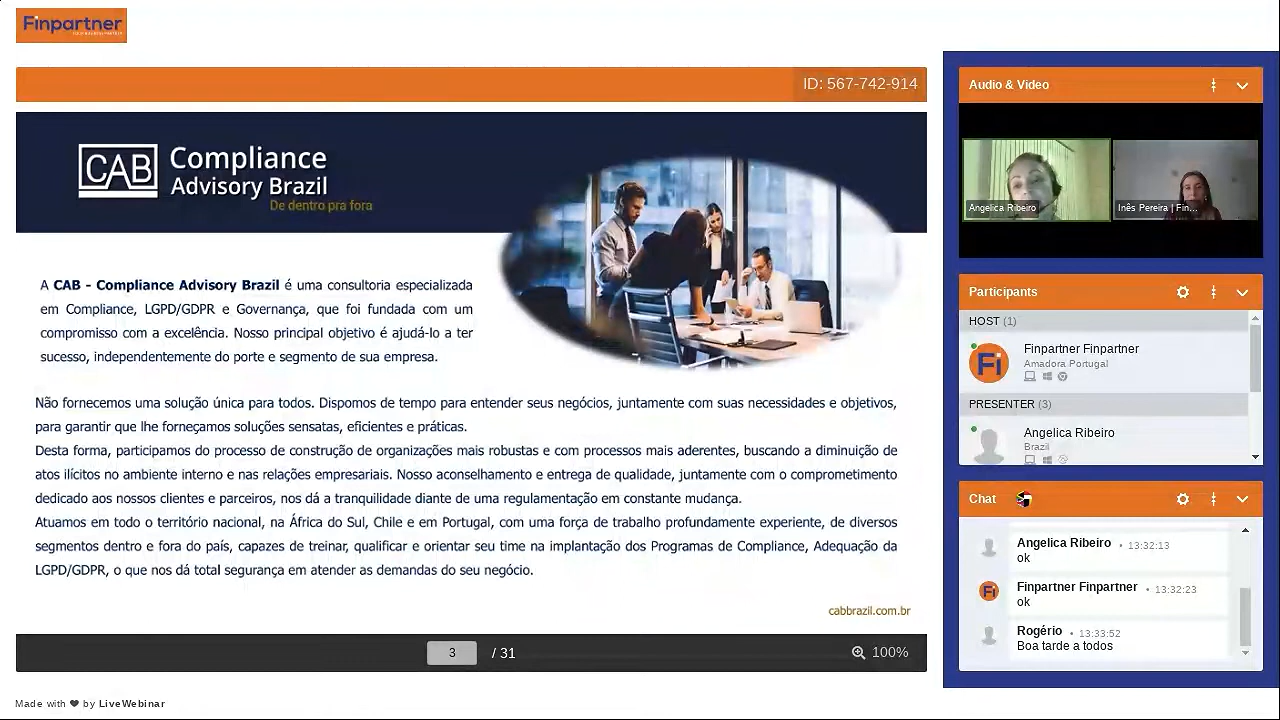 Finpartner
ID: 567-742-914
CAB Compliance
Advisory Brazil
De dentro pra fora
A CAB - Compliance Advisory Brazil é uma consultoria especializada
em Compliance, LGPD/GDPR e Governança, que foi fundada com um
compromisso com a excelência. Nosso principal objetivo é ajudá-lo a ter
sucesso, independentemente do porte e segmento de sua empresa.
Não fornecemos uma solução única para todos. Dispomos de tempo para entender seus negócios, juntamente com suas necessidades e objetivos,
para garantir que lhe forneçamos soluções sensatas, eficientes e práticas.
Desta forma, participamos do processo de construção de organizações mais robustas e com processos mais aderentes, buscando a diminuição de
atos ilícitos no ambiente interno e nas relações empresariais. Nosso aconselhamento e entrega de qualidade, juntamente com o comprometimento
dedicado aos nossos clientes e parceiros, nos dá a tranquilidade diante de uma regulamentação em constante mudança.
Atuamos em todo o território nacional, na África do Sul, Chile e em Portugal, com uma força de trabalho profundamente experiente, de diversos
segmentos dentro e fora do país, capazes de treinar, qualificar e orientar seu time na implantação dos Programas de Compliance, Adequação da
LGPD/GDPR, o que nos dá total segurança em atender as demandas do seu negócio.
cabbrazil.com.br
3 / 31
100%
Made with ❤ by LiveWebinar
Audio & Video
Angelica Ribeiro
Inês Pereira | Fin...
Participants
HOST (1)
Finpartner Finpartner
Amadora Portugal
PRESENTER (3)
Angelica Ribeiro
Brazil
Chat
Angelica Ribeiro • 13:32:13
ok
Finpartner Finpartner • 13:32:23
ok
Rogério • 13:33:52
Boa tarde a todos